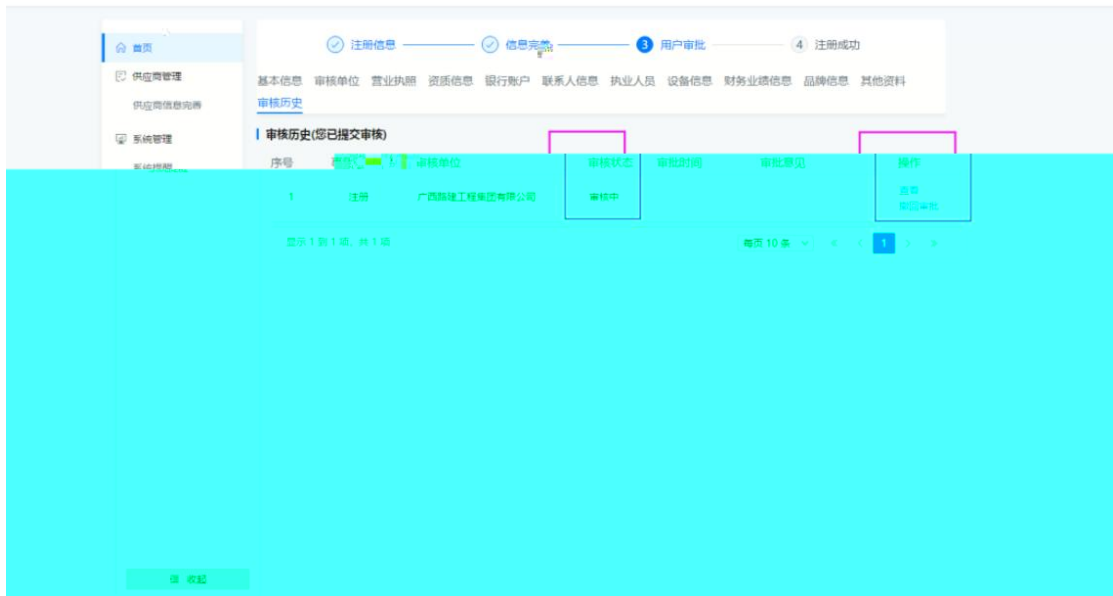 注册信息 信息完善 3 用户审批 4 注册成功
首页
供应商管理
供应商信息完善
系统管理
系统提醒
基本信息 审核单位 营业执照 资质信息 银行账户 联系人信息 执业人员 设备信息 财务业绩信息 品牌信息 其他资料
审核历史
审核历史(您已提交审核)
序号 审核单位 审核状态 审批时间 审批意见 操作
1 注册 广西路建工程集团有限公司 审核中 查看
撤回审批
显示 1 到 1 项，共 1 项 每页 10 条 « < 1 > »
收起